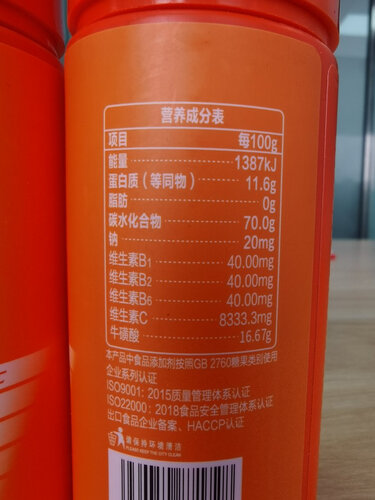 营养成分表
项目 每100g
能量 1387kJ
蛋白质（等同物） 11.6g
脂肪 0g
碳水化合物 70.0g
钠 20mg
维生素B1 40.00mg
维生素B2 40.00mg
维生素B6 40.00mg
维生素C 8333.3mg
牛磺酸 16.67g
本产品中食品添加剂按照GB 2760糖果类别使用
企业系列认证
ISO9001: 2015质量管理体系认证
ISO22000: 2018食品安全管理体系认证
出口食品企业备案、HACCP认证
请保持环境清洁
PLEASE KEEP THE CITY CLEAN